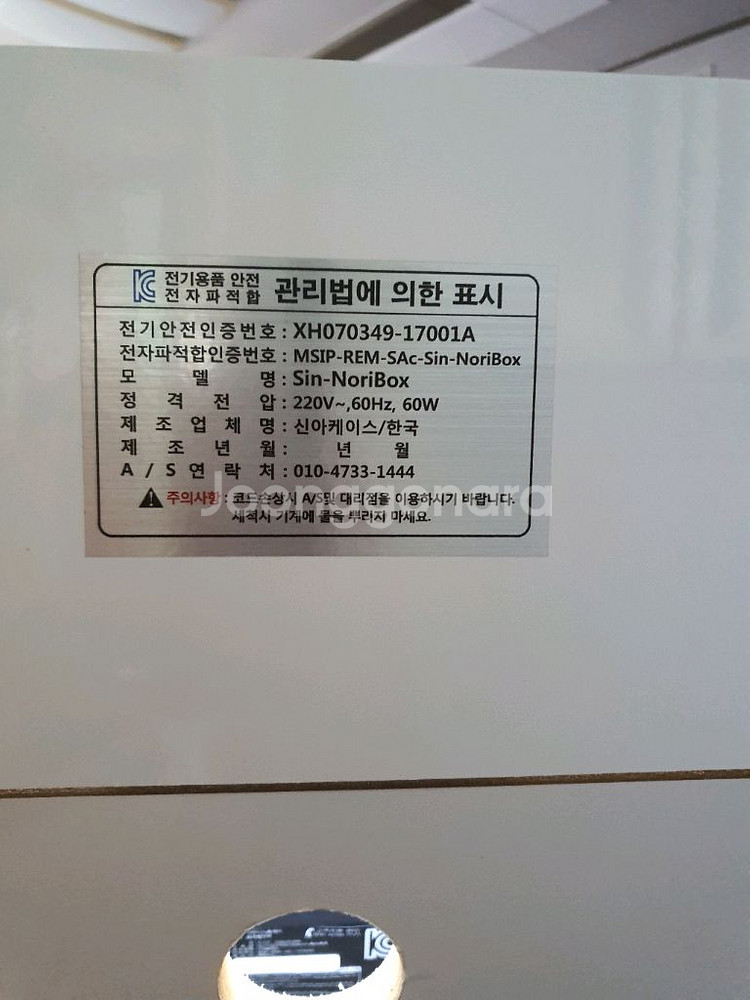 전기용품 안전
전자파적합
관리법에 의한 표시
전기안전인증번호 : XH070349-17001A
전자파적합인증번호 : MSIP-REM-SAc-Sin-NoriBox
모 델 명 : Sin-NoriBox
정 격 전 압 : 220V~,60Hz, 60W
제 조 업 체 명 : 신아케이스/한국
제 조 년 월 : 년 월
A / S 연 락 처 : 010-4733-1444
주의사항 : 코드손상시 A/S및 대리점을 이용하시기 바랍니다.
세척시 기계에 물을 뿌리지 마세요.
Joonggonara